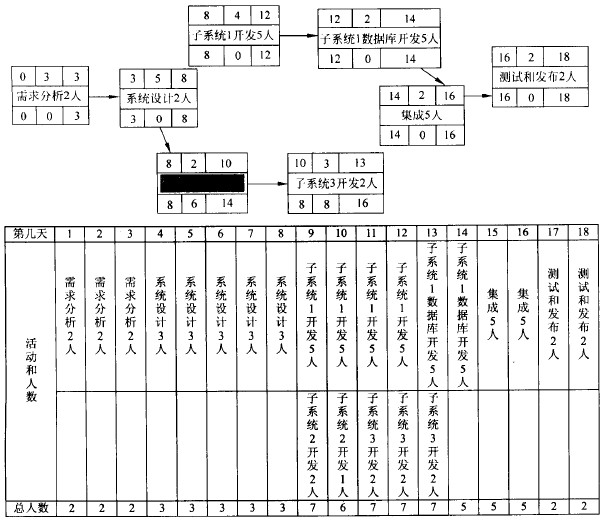 8 4 12
子系统1开发5人
8 0 12
12 2 14
子系统1数据库开发5人
12 0 14
0 3 3
需求分析2人
0 0 3
3 5 8
系统设计2人
3 0 8
14 2 16
集成5人
14 0 16
16 2 18
测试和发布2人
16 0 18
8 2 10
8 6 14
10 3 13
子系统3开发2人
8 8 16
第几天 1 2 3 4 5 6 7 8 9 10 11 12 13 14 15 16 17 18
活动和人数
需求分析2人
需求分析2人
需求分析2人
系统设计3人
系统设计3人
系统设计3人
系统设计3人
系统设计3人
子系统1开发5人
子系统1开发5人
子系统1开发5人
子系统1开发5人
子系统1数据库开发5人
子系统1数据库开发5人
集成5人
集成5人
测试和发布2人
测试和发布2人
子系统2开发2人
子系统2开发1人
子系统3开发2人
子系统3开发2人
子系统3开发2人
总人数 2 2 2 3 3 3 3 3 7 6 7 7 7 5 5 5 2 2